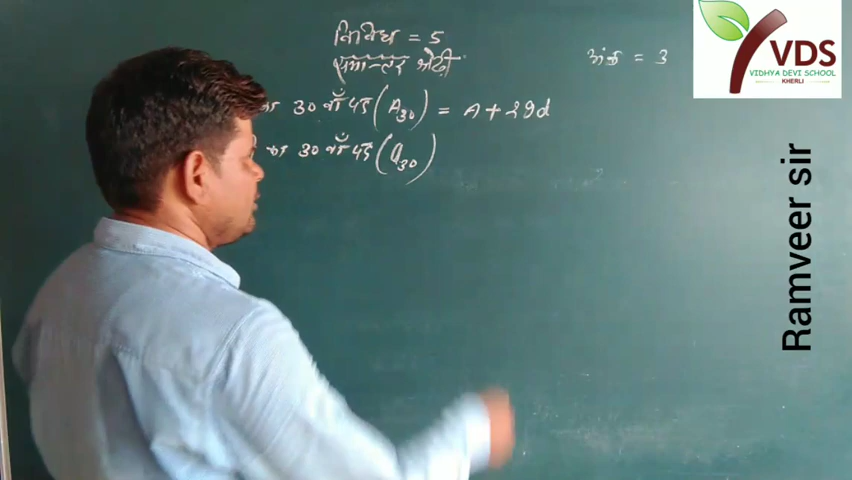 निविध = 5
समान्तर श्रेढ़ी
अंक = 3
का 30 वाँ पद (A30) = A + 29d
का 30 वाँ पद (a30)
VDS
VIDHYA DEVI SCHOOL
KHERLI
Ramveer sir